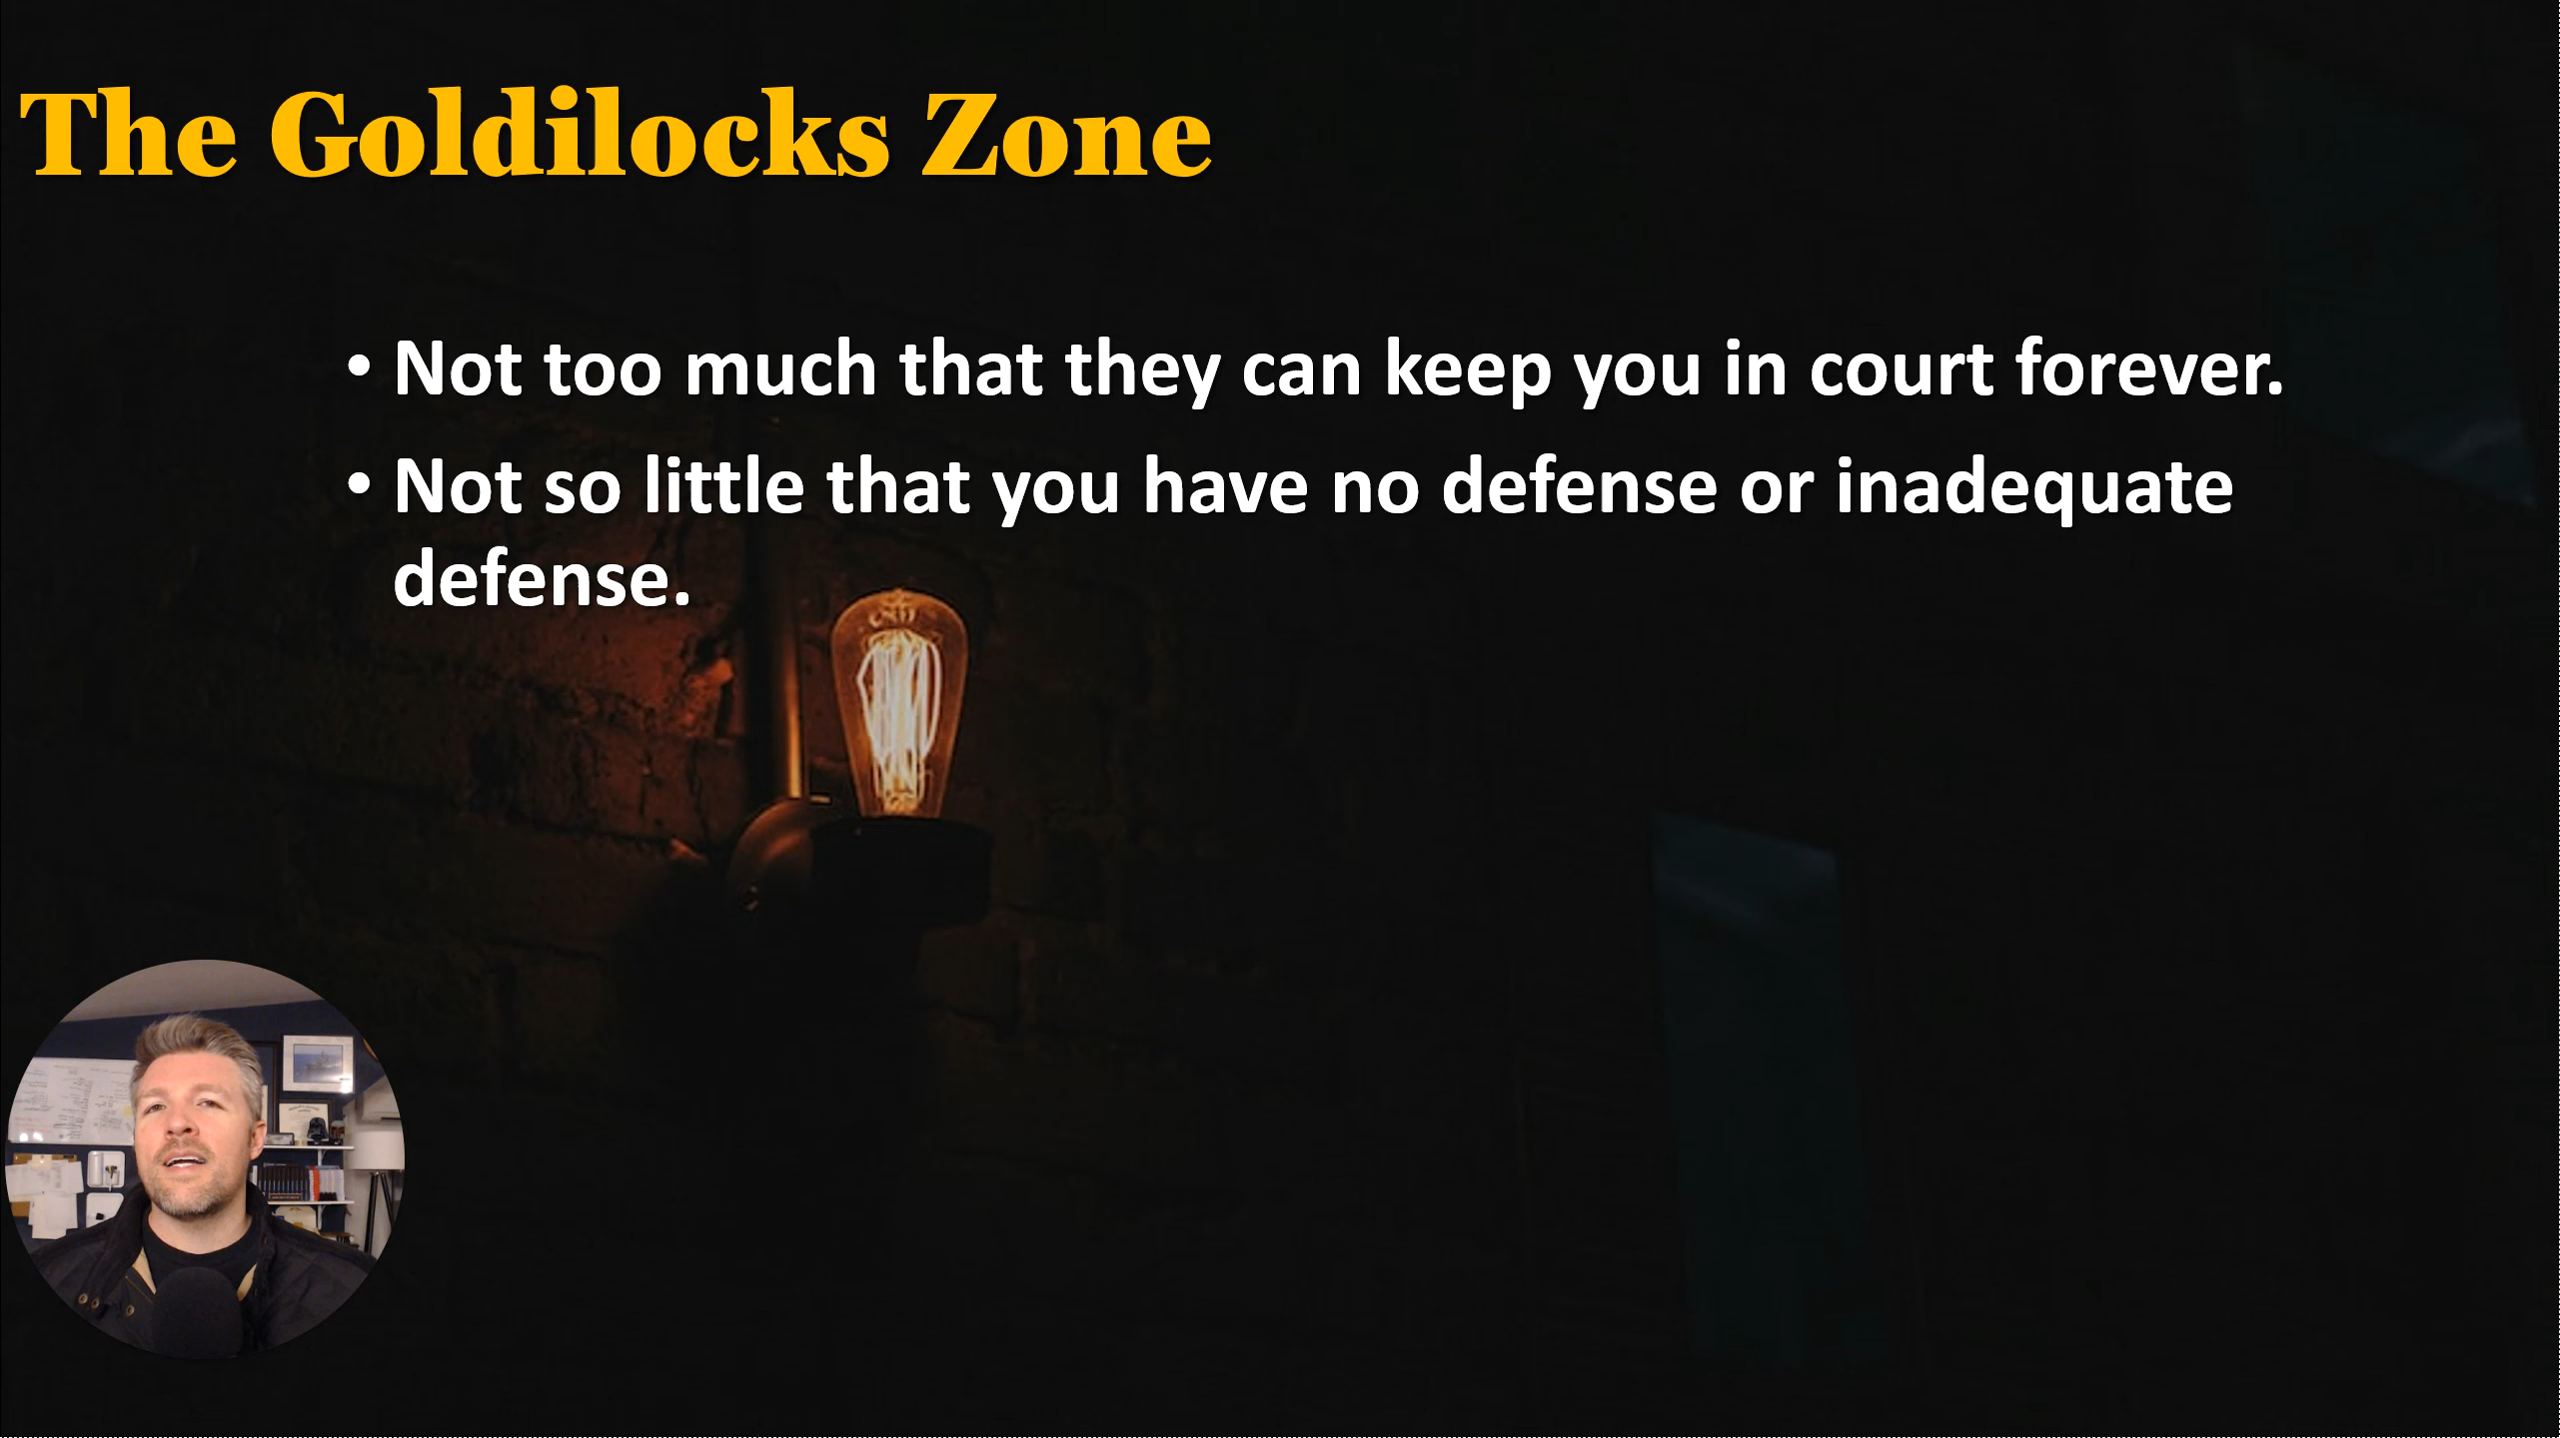 The Goldilocks Zone
• Not too much that they can keep you in court forever.
• Not so little that you have no defense or inadequate
defense.